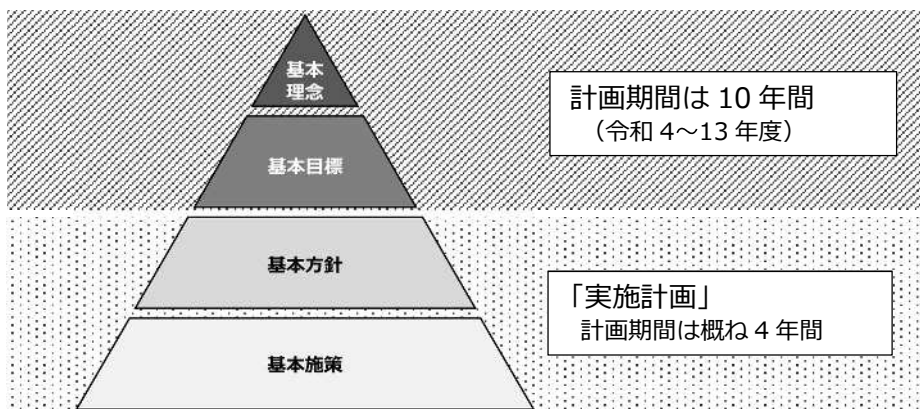 基本
理念
計画期間は 10 年間
（令和 4～13 年度）
基本目標
基本方針
「実施計画」
計画期間は概ね 4 年間
基本施策